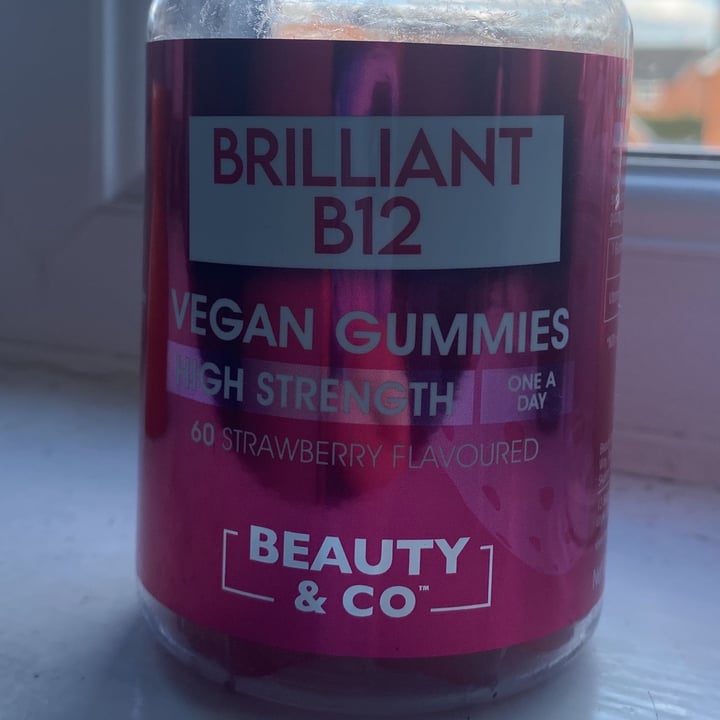 BRILLIANT
B12
VEGAN GUMMIES
HIGH STRENGTH
ONE A
DAY
60 STRAWBERRY FLAVOURED
BEAUTY
& CO™